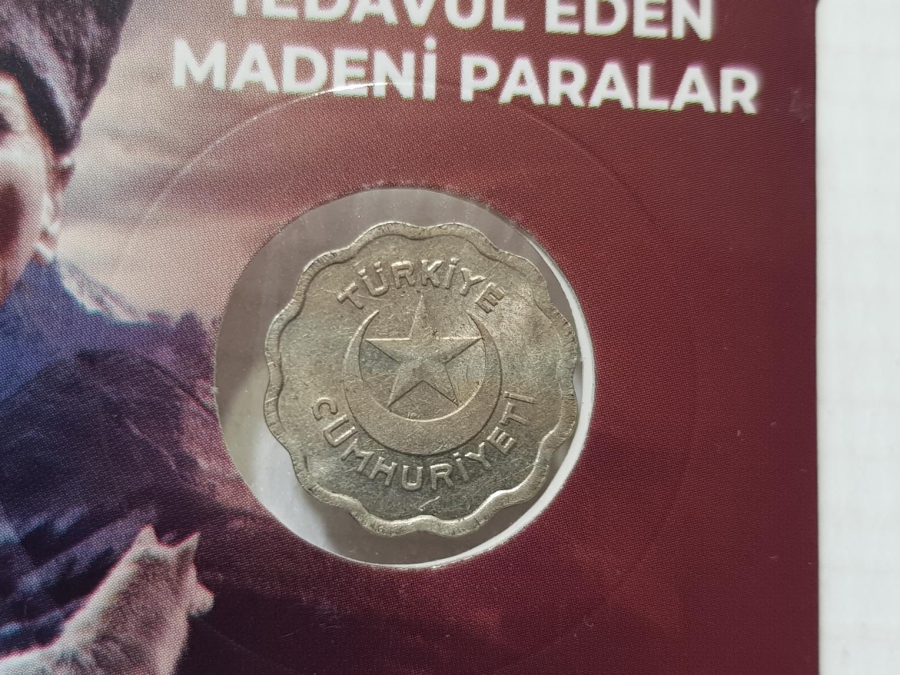 TEDAVÜL EDEN
MADENİ PARALAR
TÜRKİYE
CUMHURİYETİ